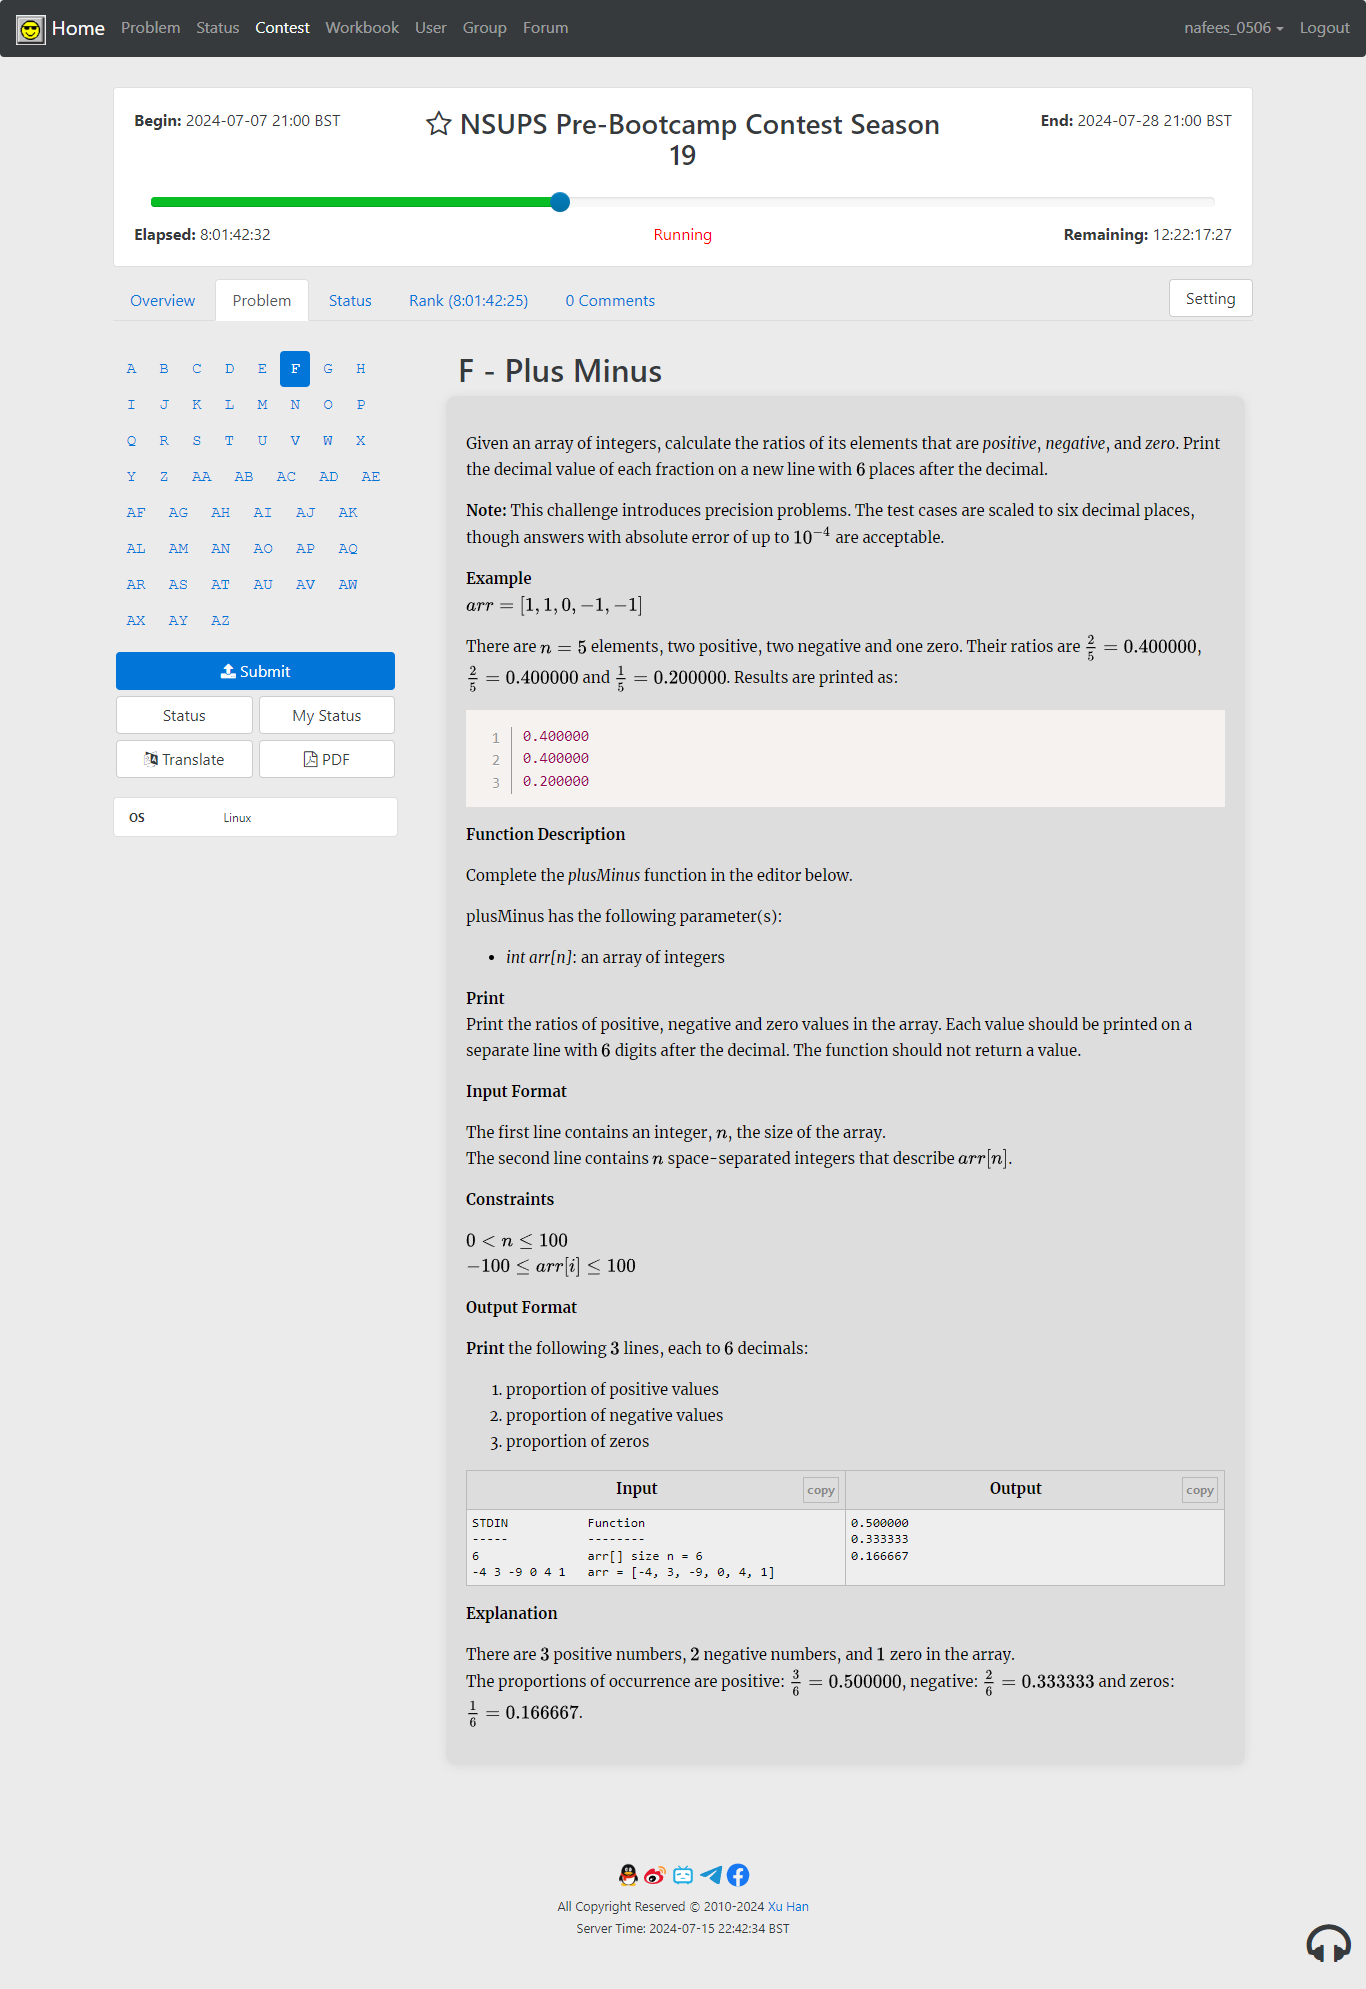 Home Problem Status Contest Workbook User Group Forum nafees_0506 Logout
Begin: 2024-07-07 21:00 BST
NSUPS Pre-Bootcamp Contest Season
19
End: 2024-07-28 21:00 BST
Elapsed: 8:01:42:32
Running
Remaining: 12:22:17:27
Overview Problem Status Rank (8:01:42:25) 0 Comments Setting
A B C D E F G H
I J K L M N O P
Q R S T U V W X
Y Z AA AB AC AD AE
AF AG AH AI AJ AK
AL AM AN AO AP AQ
AR AS AT AU AV AW
AX AY AZ
Submit
Status My Status
Translate PDF
OS Linux
F - Plus Minus
Given an array of integers, calculate the ratios of its elements that are positive, negative, and zero. Print
the decimal value of each fraction on a new line with 6 places after the decimal.
Note: This challenge introduces precision problems. The test cases are scaled to six decimal places,
though answers with absolute error of up to 10⁻⁴ are acceptable.
Example
arr = [1, 1, 0, −1, −1]
There are n = 5 elements, two positive, two negative and one zero. Their ratios are 2/5 = 0.400000,
2/5 = 0.400000 and 1/5 = 0.200000. Results are printed as:
1 0.400000
2 0.400000
3 0.200000
Function Description
Complete the plusMinus function in the editor below.
plusMinus has the following parameter(s):
• int arr[n]: an array of integers
Print
Print the ratios of positive, negative and zero values in the array. Each value should be printed on a
separate line with 6 digits after the decimal. The function should not return a value.
Input Format
The first line contains an integer, n, the size of the array.
The second line contains n space-separated integers that describe arr[n].
Constraints
0 < n ≤ 100
−100 ≤ arr[i] ≤ 100
Output Format
Print the following 3 lines, each to 6 decimals:
1. proportion of positive values
2. proportion of negative values
3. proportion of zeros
Input copy Output copy
STDIN Function
----- --------
6 arr[] size n = 6
-4 3 -9 0 4 1 arr = [-4, 3, -9, 0, 4, 1]
0.500000
0.333333
0.166667
Explanation
There are 3 positive numbers, 2 negative numbers, and 1 zero in the array.
The proportions of occurrence are positive: 3/6 = 0.500000, negative: 2/6 = 0.333333 and zeros:
1/6 = 0.166667.
All Copyright Reserved © 2010-2024 Xu Han
Server Time: 2024-07-15 22:42:34 BST